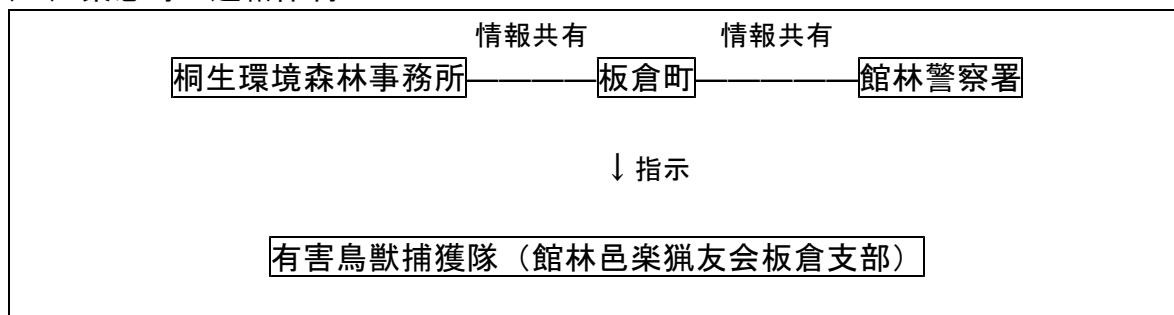 情報共有 情報共有
桐生環境森林事務所————板倉町—————館林警察署
↓指示
有害鳥獣捕獲隊（館林邑楽猟友会板倉支部）